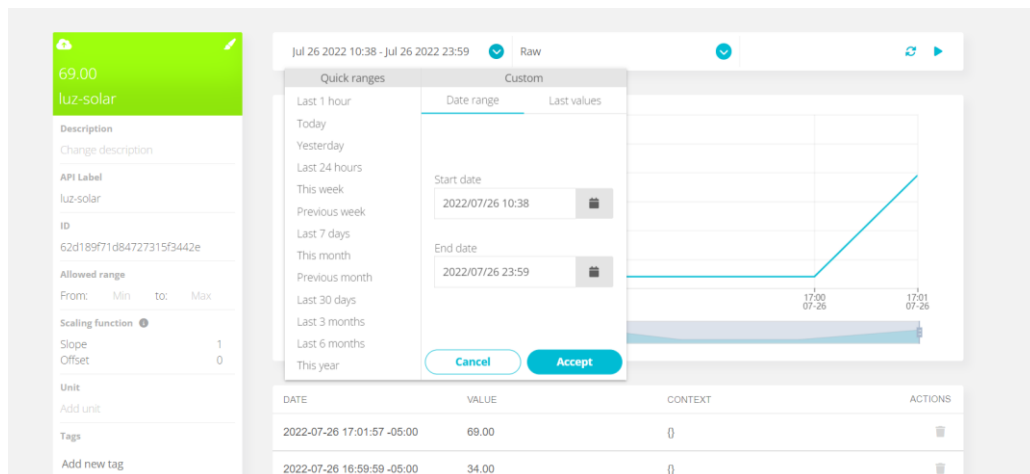 69.00
luz-solar
Description
Change description
API Label
luz-solar
ID
62d189f71d84727315f3442e
Allowed range
From: Min to: Max
Scaling function
Slope 1
Offset 0
Unit
Add unit
Tags
Add new tag
Jul 26 2022 10:38 - Jul 26 2022 23:59 Raw
Quick ranges
Last 1 hour
Today
Yesterday
Last 24 hours
This week
Previous week
Last 7 days
This month
Previous month
Last 30 days
Last 3 months
Last 6 months
This year
Custom
Date range Last values
Start date
2022/07/26 10:38
End date
2022/07/26 23:59
Cancel Accept
17:00 17:01
07-26 07-26
DATE VALUE CONTEXT ACTIONS
2022-07-26 17:01:57 -05:00 69.00 {}
2022-07-26 16:59:59 -05:00 34.00 {}